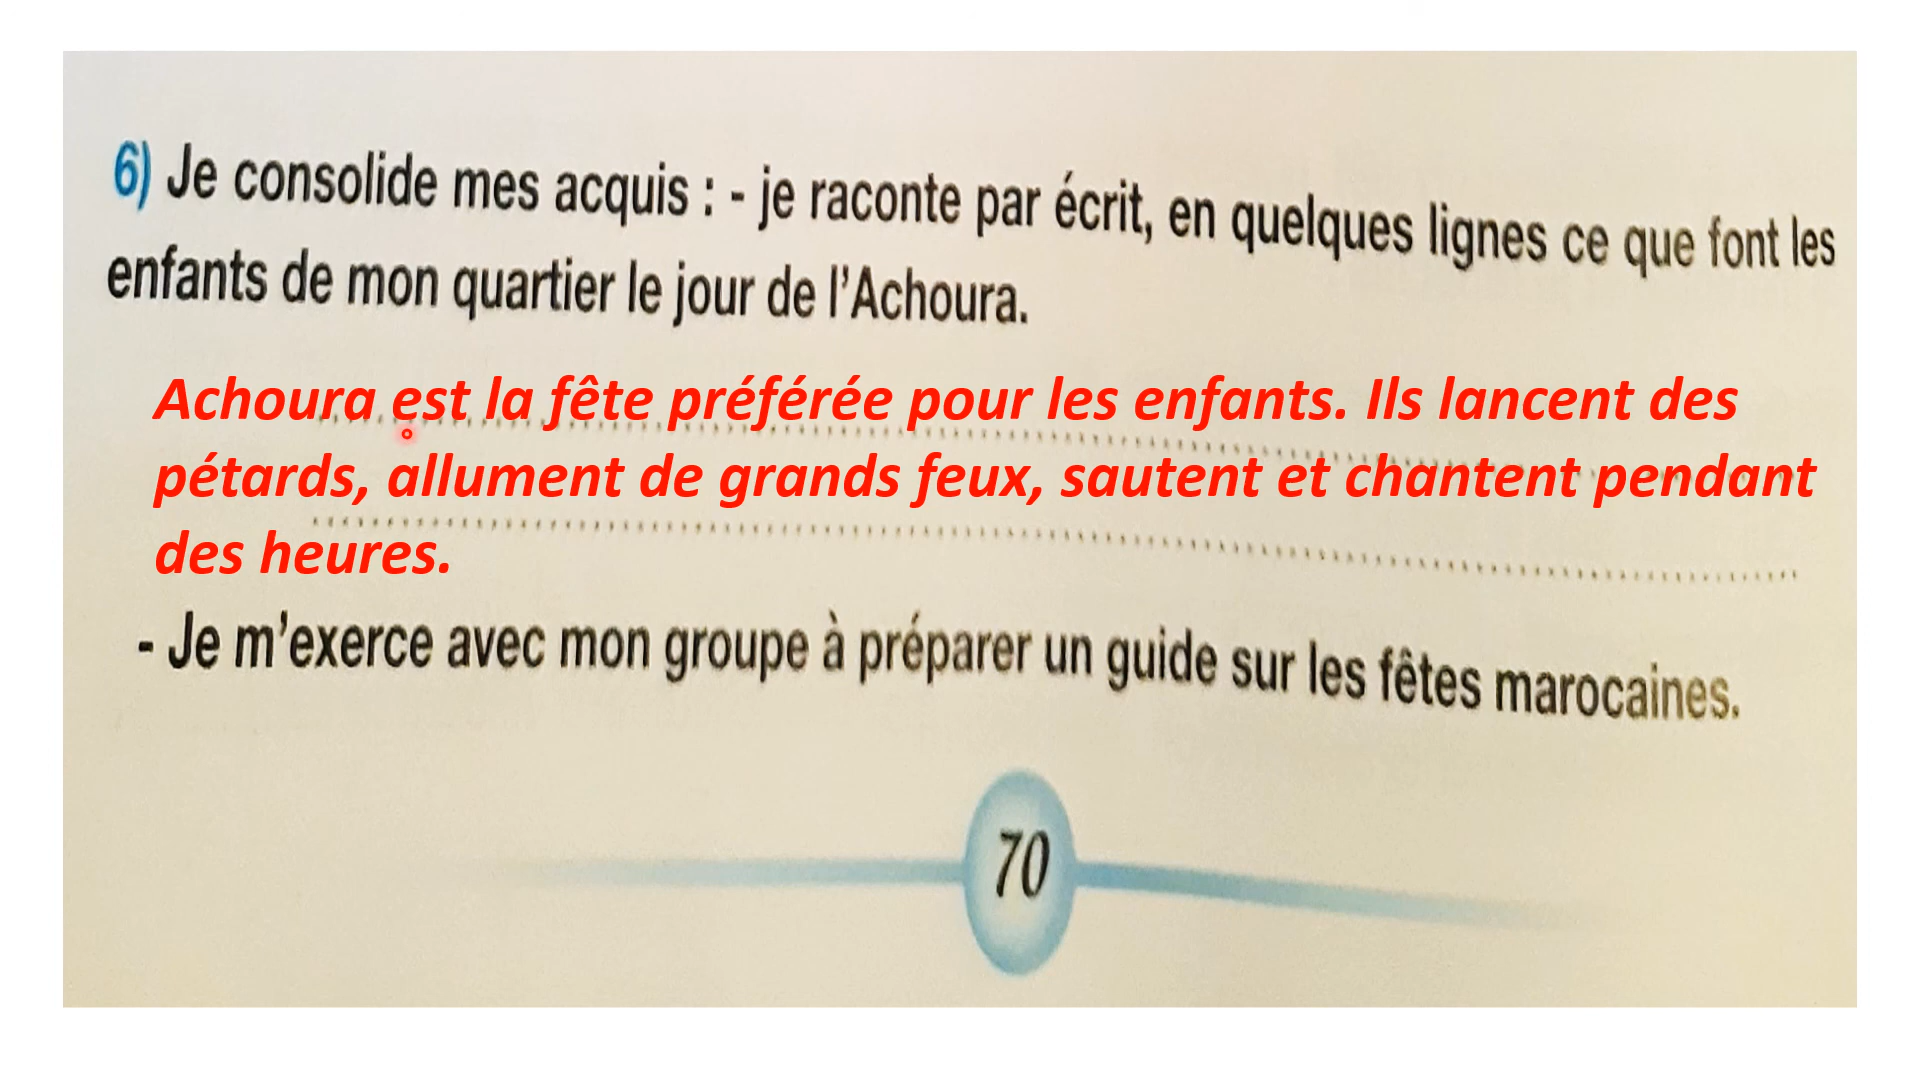 6) Je consolide mes acquis : - je raconte par écrit, en quelques lignes ce que font les
enfants de mon quartier le jour de l'Achoura.
Achoura est la fête préférée pour les enfants. Ils lancent des
pétards, allument de grands feux, sautent et chantent pendant
des heures.
- Je m'exerce avec mon groupe à préparer un guide sur les fêtes marocaines.
70